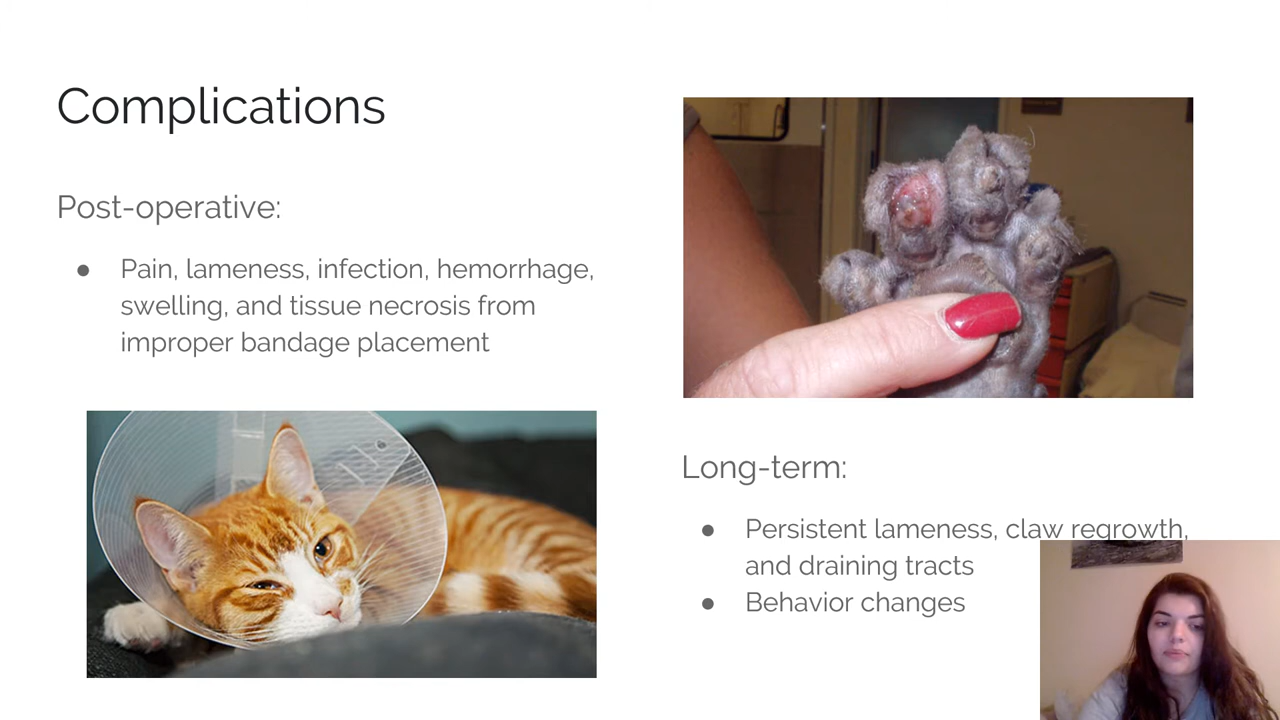 Complications
Post-operative:
● Pain, lameness, infection, hemorrhage,
swelling, and tissue necrosis from
improper bandage placement
Long-term:
● Persistent lameness, claw regrowth,
and draining tracts
● Behavior changes